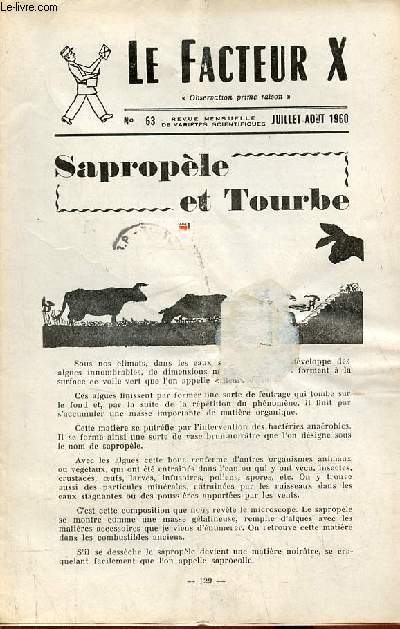 Le-livre.com
LE FACTEUR X
« Observation prime raison »
No 63 REVUE MENSUELLE DE VARIÉTÉS SCIENTIFIQUES JUILLET-AOUT 1960
Sapropèle
et Tourbe
Sous nos climats, dans les eaux développe des
algues innombrables, de dimensions forment à la
surface ce voile vert que l'on appelle
Ces algues finissent par former une sorte de feutrage qui tombe sur
le fond et, par la suite de la répétition du phénomène, il finit par
s'accumuler une masse importante de matière organique.
Cette matière se putréfie par l'intervention des bactéries anaérobies.
Il se forme ainsi une sorte de vase brun-noirâtre que l'on désigne sous
le nom de sapropèle.
Avec les algues cette boue renferme d'autres organismes animaux
ou végétaux, qui ont été entraînés dans l'eau ou qui y ont vécu, insectes,
crustacés, œufs, larves, infusoires, pollens, spores, etc. On y trouve
aussi des particules minérales, entraînées par les ruisseaux dans les
eaux stagnantes ou des poussières apportées par les vents.
C'est cette composition que nous révèle le microscope. Le sapropèle
se montre comme une masse gélatineuse, remplie d'algues avec les
matières accessoires que je viens d'énumérer. On retrouve cette matière
dans les combustibles anciens.
S'il se dessèche le sapropèle devient une matière noirâtre, se cra-
quelant facilement que l'on appelle saprocolle.
— 129 —